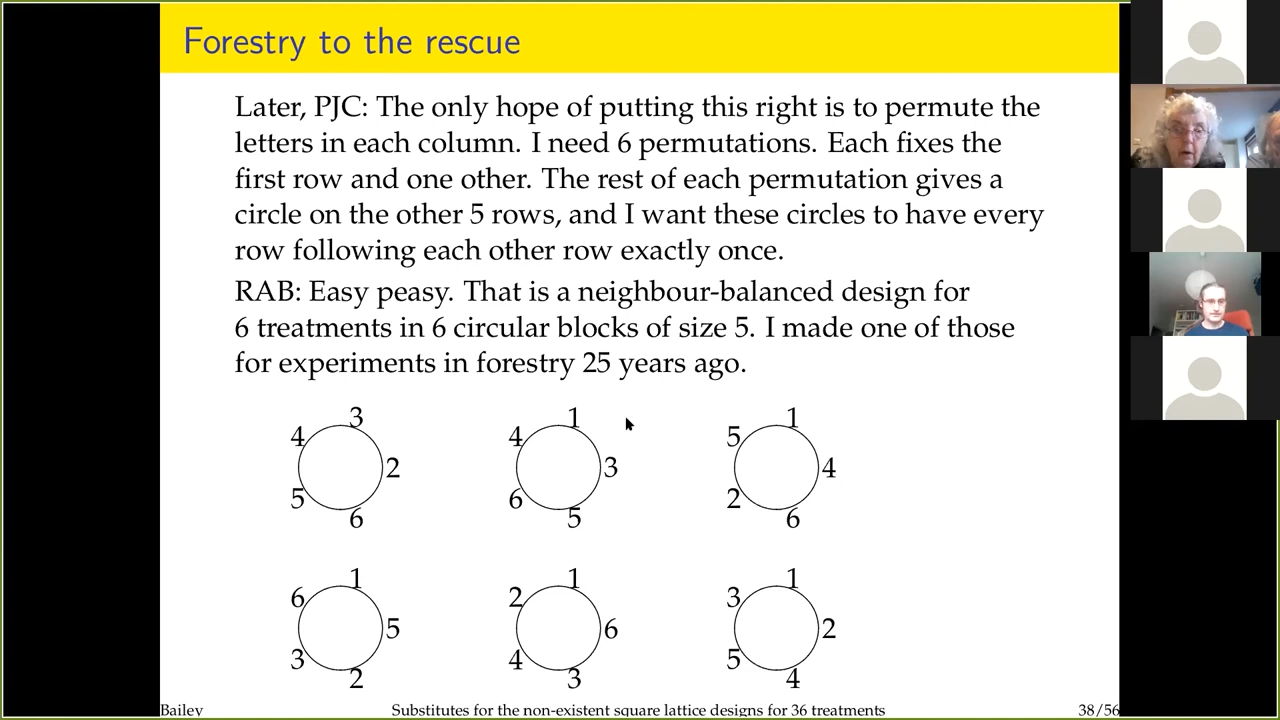 Forestry to the rescue
Later, PJC: The only hope of putting this right is to permute the
letters in each column. I need 6 permutations. Each fixes the
first row and one other. The rest of each permutation gives a
circle on the other 5 rows, and I want these circles to have every
row following each other row exactly once.
RAB: Easy peasy. That is a neighbour-balanced design for
6 treatments in 6 circular blocks of size 5. I made one of those
for experiments in forestry 25 years ago.
3 1 1
4 4 5
2 3 4
5 6 2
6 5 6
1 1 1
6 2 3
5 6 2
3 4 5
2 3 4
Bailey Substitutes for the non-existent square lattice designs for 36 treatments 38/56